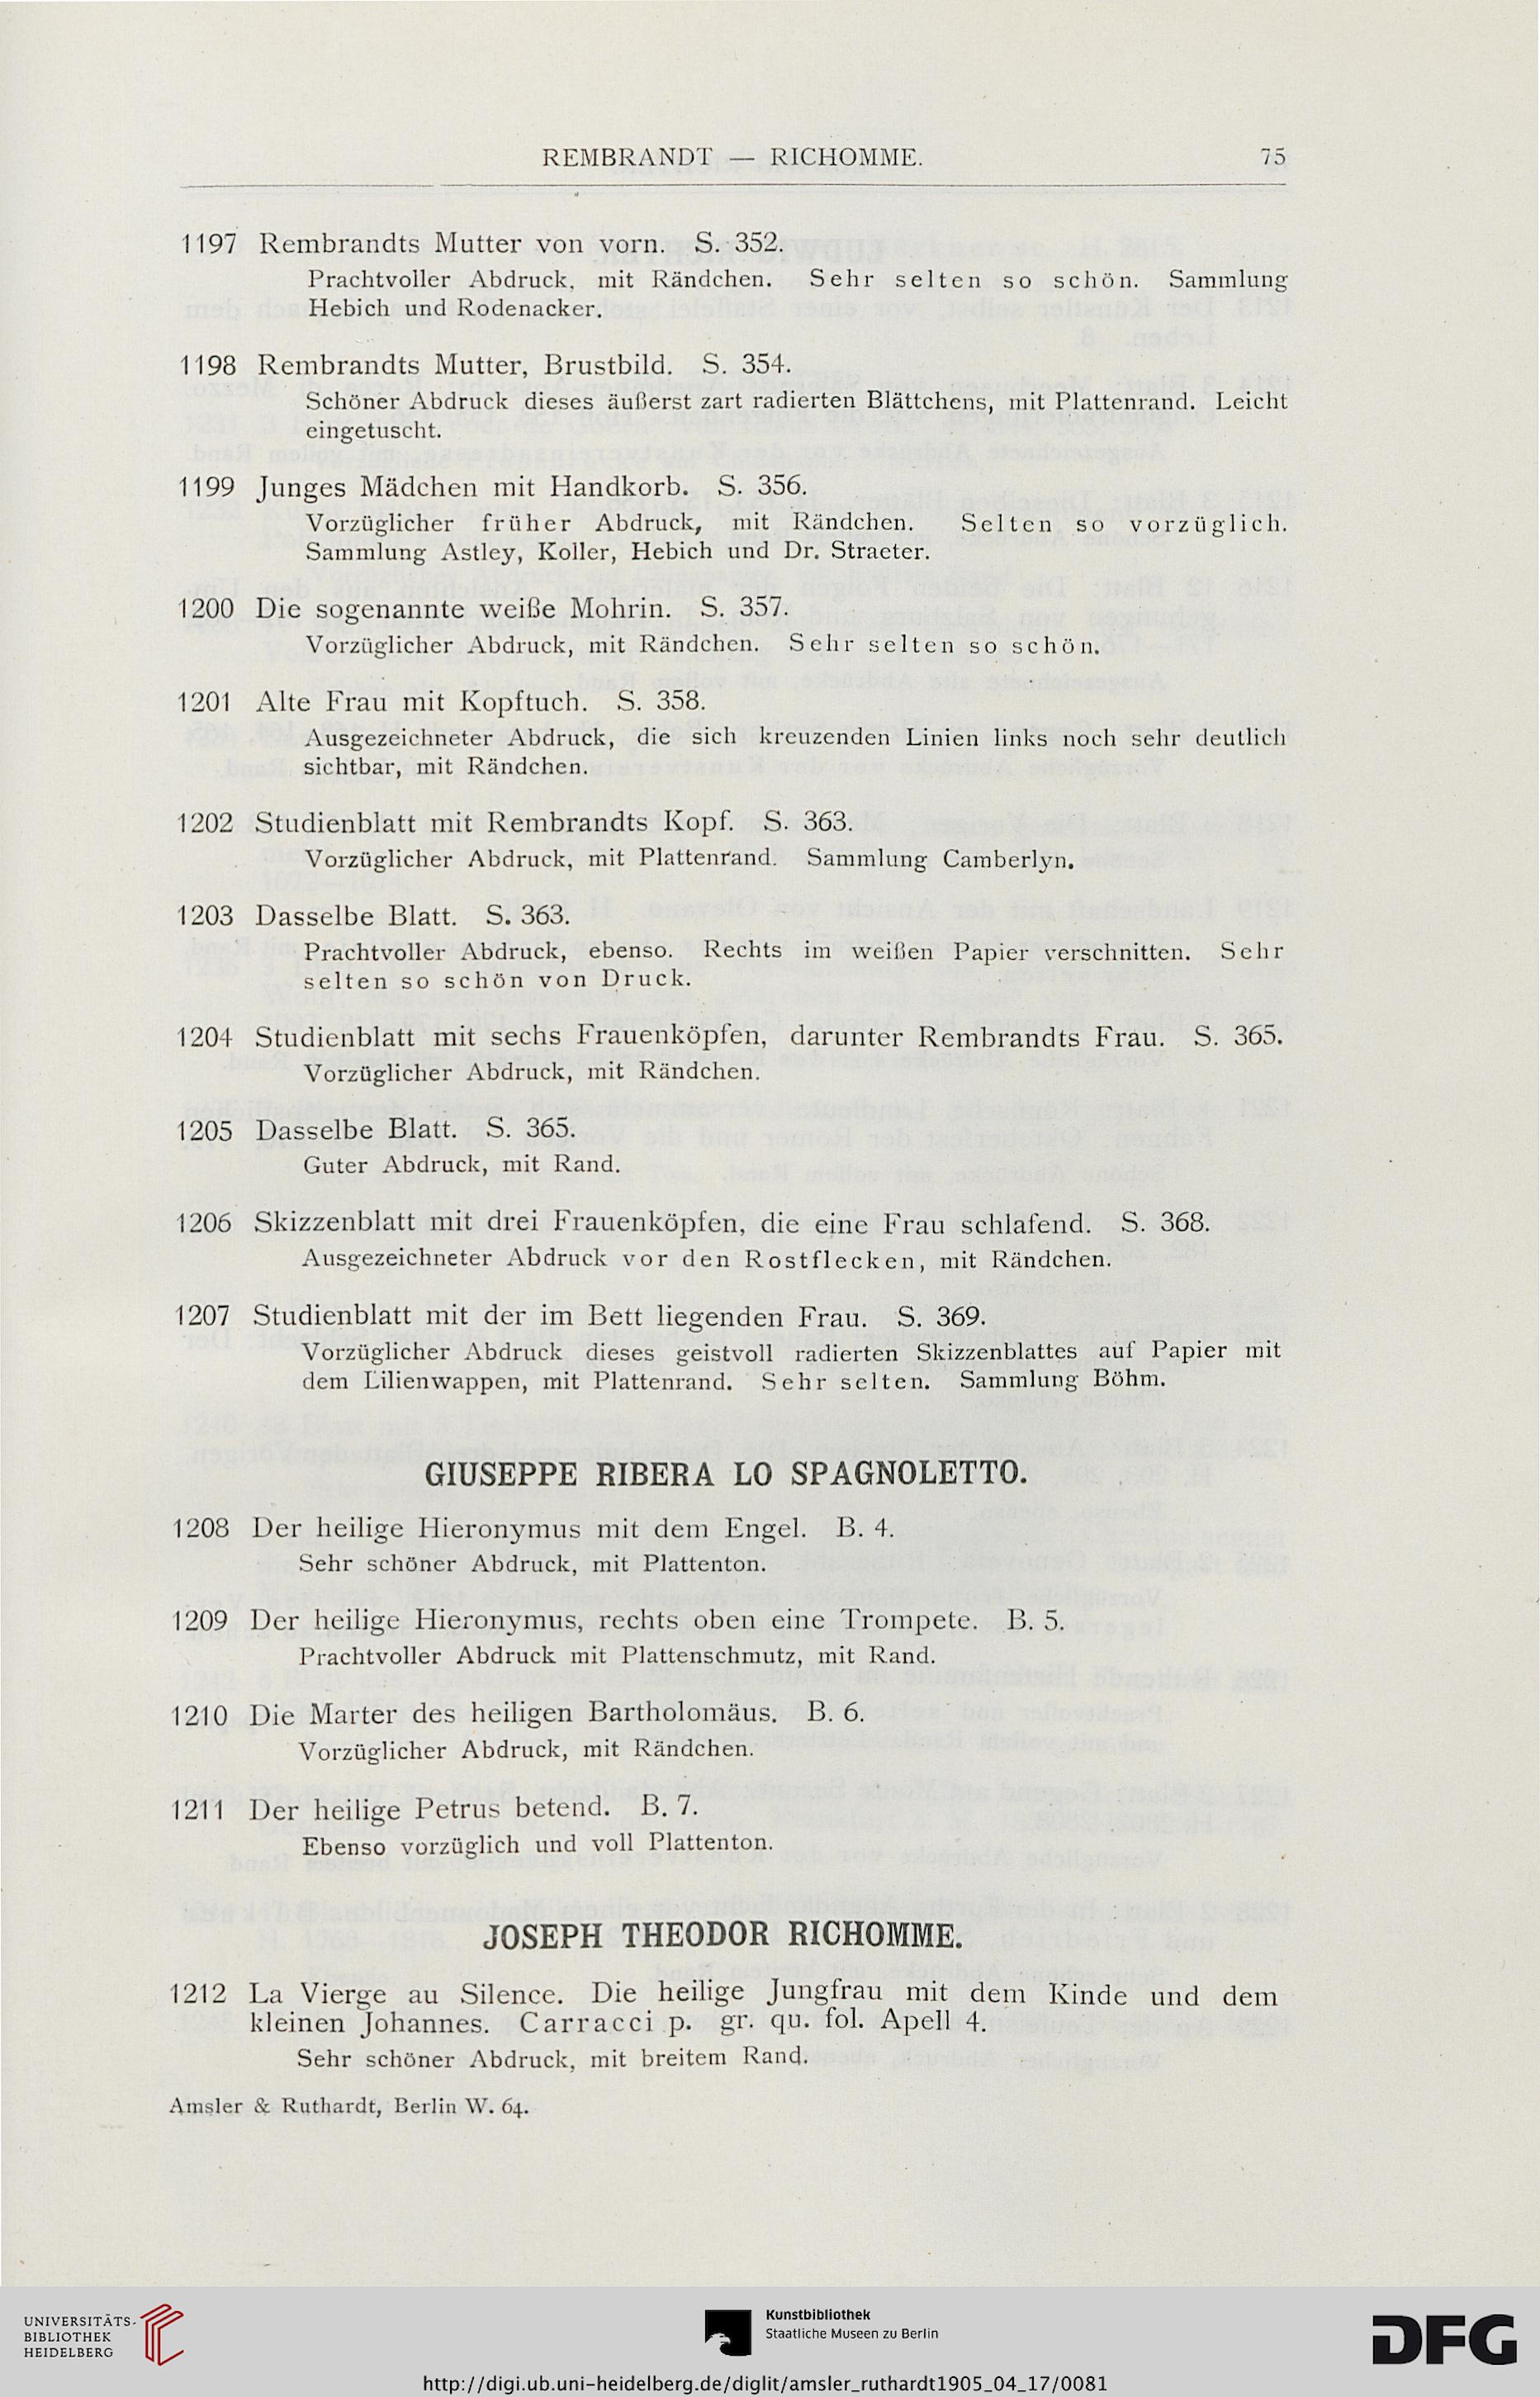 REMBRANDT — RICHOMME. 75
1197 Rembrandts Mutter von vorn. S. 352.
Prachtvoller Abdruck, mit Rändchen. Sehr selten so schön. Sammlung
Hebich und Rodenacker.
1198 Rembrandts Mutter, Brustbild. S. 354.
Schöner Abdruck dieses äußerst zart radierten Blättchens, mit Plattenrand. Leicht
eingetuscht.
1199 Junges Mädchen mit Handkorb. S. 356.
Vorzüglicher früher Abdruck, mit Rändchen. Selten so vorzüglich.
Sammlung Astley, Koller, Hebich und Dr. Straeter.
1200 Die sogenannte weiße Mohrin. S. 357.
Vorzüglicher Abdruck, mit Rändchen. Sehr selten so schön.
1201 Alte Frau mit Kopftuch. S. 358.
Ausgezeichneter Abdruck, die sich kreuzenden Linien links noch sehr deutlich
sichtbar, mit Rändchen.
1202 Studienblatt mit Rembrandts Kopf. S. 363.
Vorzüglicher Abdruck, mit Plattenrand. Sammlung Camberlyn.
1203 Dasselbe Blatt. S. 363.
Prachtvoller Abdruck, ebenso. Rechts im weißen Papier verschnitten. Sehr
selten so schön von Druck.
1204 Studienblatt mit sechs Frauenköpfen, darunter Rembrandts Frau. S. 365.
Vorzüglicher Abdruck, mit Rändchen.
1205 Dasselbe Blatt. S. 365.
Guter Abdruck, mit Rand.
1206 Skizzenblatt mit drei Frauenköpfen, die eine Frau schlafend. S. 368.
Ausgezeichneter Abdruck vor den Rostflecken, mit Rändchen.
1207 Studienblatt mit der im Bett liegenden Frau. S. 369.
Vorzüglicher Abdruck dieses geistvoll radierten Skizzenblattes auf Papier mit
dem Lilienwappen, mit Plattenrand. Sehr selten. Sammlung Böhm.
GIUSEPPE RIBERA LO SPAGNOLETTO.
1208 Der heilige Hieronymus mit dem Engel. B. 4.
Sehr schöner Abdruck, mit Plattenton.
1209 Der heilige Hieronymus, rechts oben eine Trompete. B. 5.
Prachtvoller Abdruck mit Plattenschmutz, mit Rand.
1210 Die Marter des heiligen Bartholomäus. B. 6.
Vorzüglicher Abdruck, mit Rändchen.
1211 Der heilige Petrus betend. B. 7.
Ebenso vorzüglich und voll Plattenton.
JOSEPH THEODOR RICHOMME.
1212 La Vierge au Silence. Die heilige Jungfrau mit dem Kinde und dem
kleinen Johannes. Carracci p. gr. qu. fol. Apell 4.
Sehr schöner Abdruck, mit breitem Rand.
Amsler & Ruthardt, Berlin W. 64.
UNIVERSITÄTS-
BIBLIOTHEK
HEIDELBERG
Kunstbibliothek
Staatliche Museen zu Berlin
DFG
http://digi.ub.uni-heidelberg.de/diglit/amsler_ruthardt1905_04_17/0081